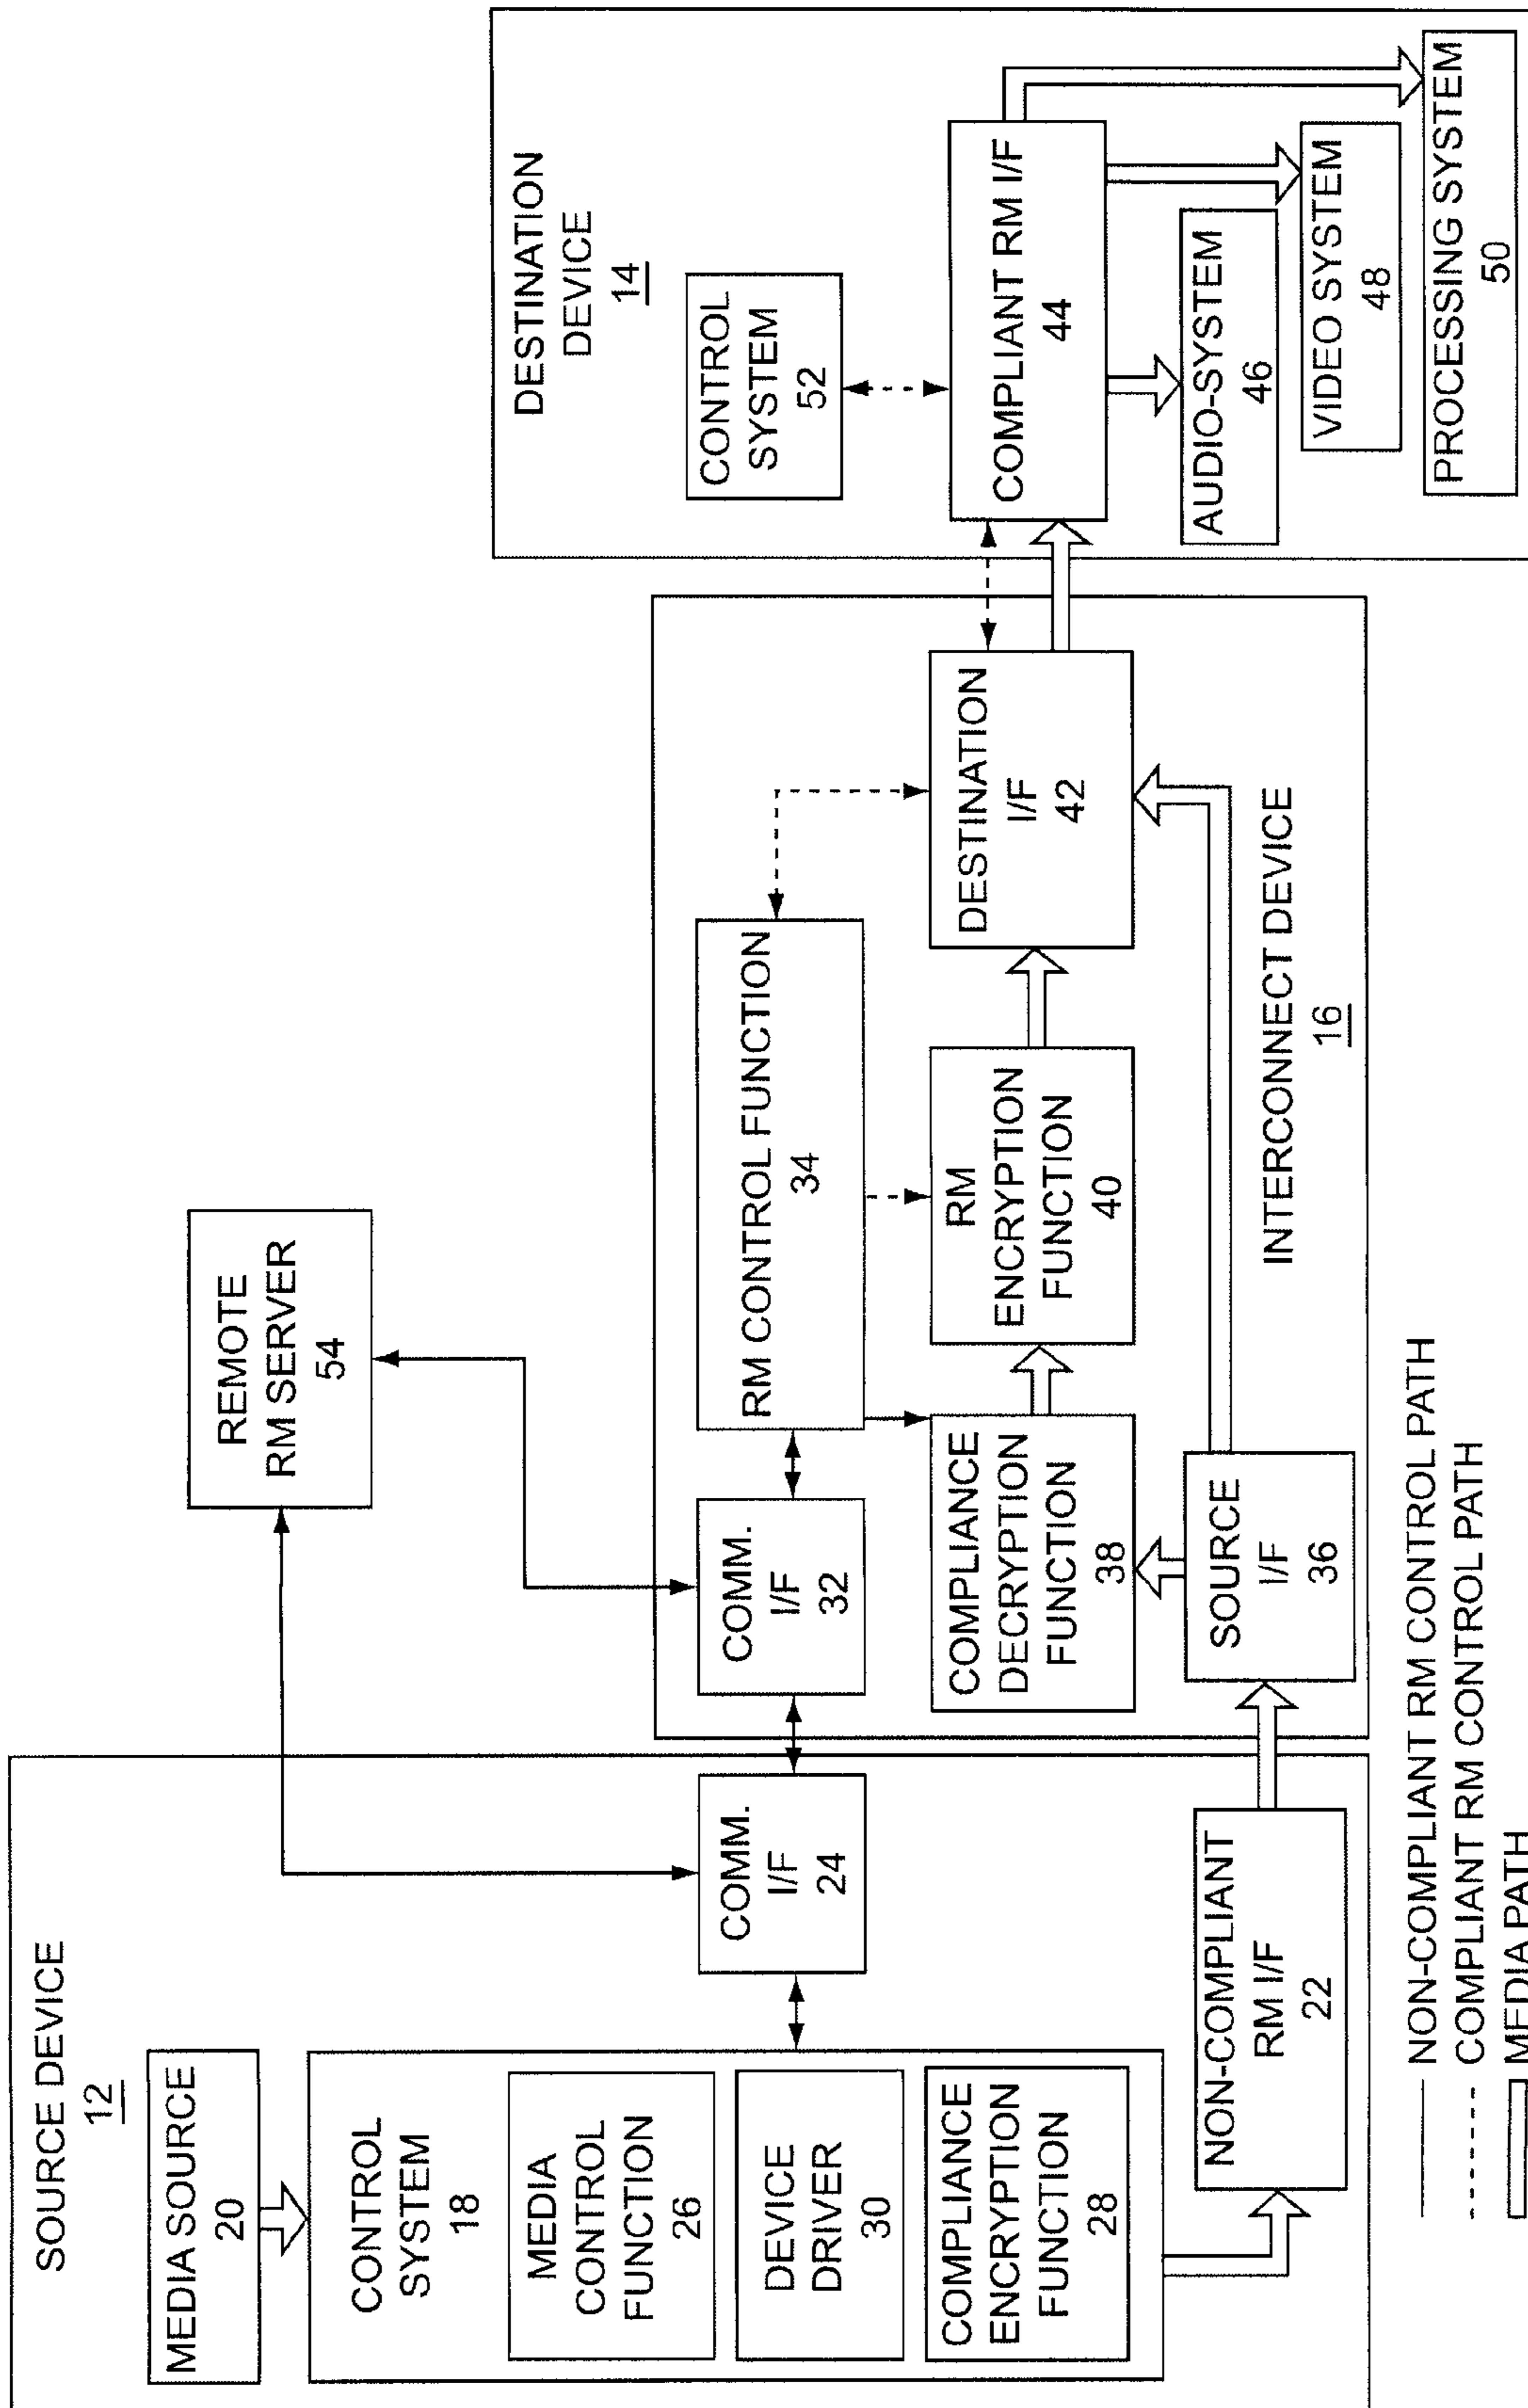 SOURCE DEVICE
12
MEDIA SOURCE
20
CONTROL
SYSTEM
18
MEDIA
CONTROL
FUNCTION
26
DEVICE
DRIVER
30
COMPLIANCE
ENCRYPTION
FUNCTION
28
COMM.
I/F
24
NON-COMPLIANT
RM I/F
22
REMOTE
RM SERVER
54
COMM.
I/F
32
RM CONTROL FUNCTION
34
COMPLIANCE
DECRYPTION
FUNCTION
38
RM
ENCRYPTION
FUNCTION
40
SOURCE
I/F
36
DESTINATION
I/F
42
INTERCONNECT DEVICE
16
DESTINATION
DEVICE
14
CONTROL
SYSTEM
52
COMPLIANT RM I/F
44
AUDIO-SYSTEM
46
VIDEO SYSTEM
48
PROCESSING SYSTEM
50
NON-COMPLIANT RM CONTROL PATH
COMPLIANT RM CONTROL PATH
MEDIA PATH